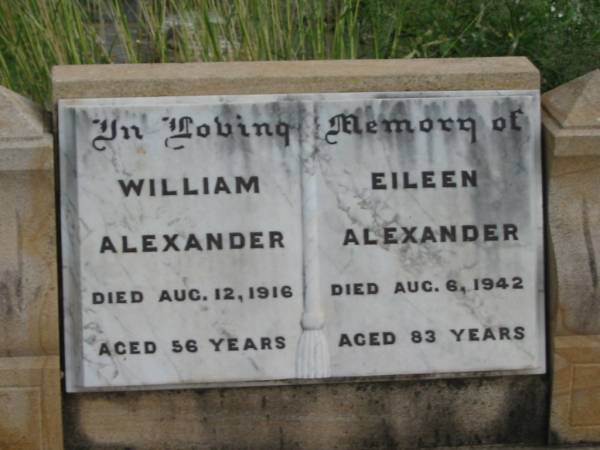 In Loving Memory of
WILLIAM
ALEXANDER
DIED AUG. 12, 1916
AGED 56 YEARS
EILEEN
ALEXANDER
DIED AUG. 6, 1942
AGED 83 YEARS